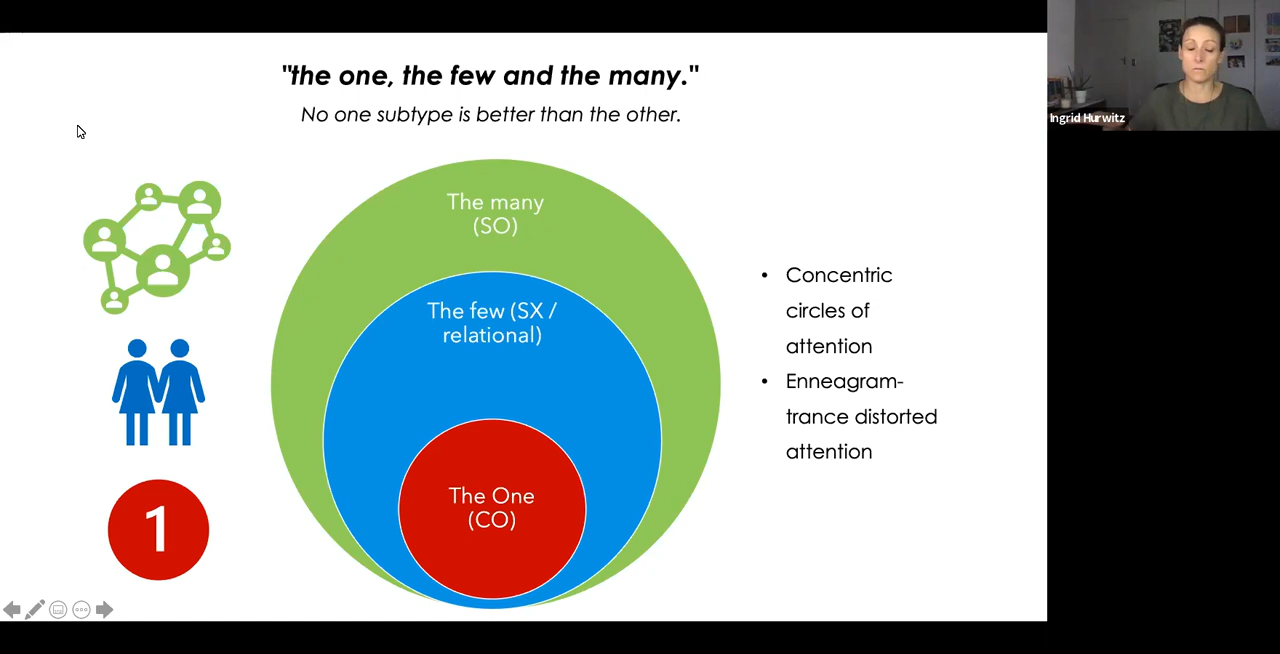 "the one, the few and the many."
No one subtype is better than the other.
The many
(SO)
The few (SX /
relational)
The One
(CO)
1
• Concentric
circles of
attention
• Enneagram-
trance distorted
attention
Ingrid Hurwitz